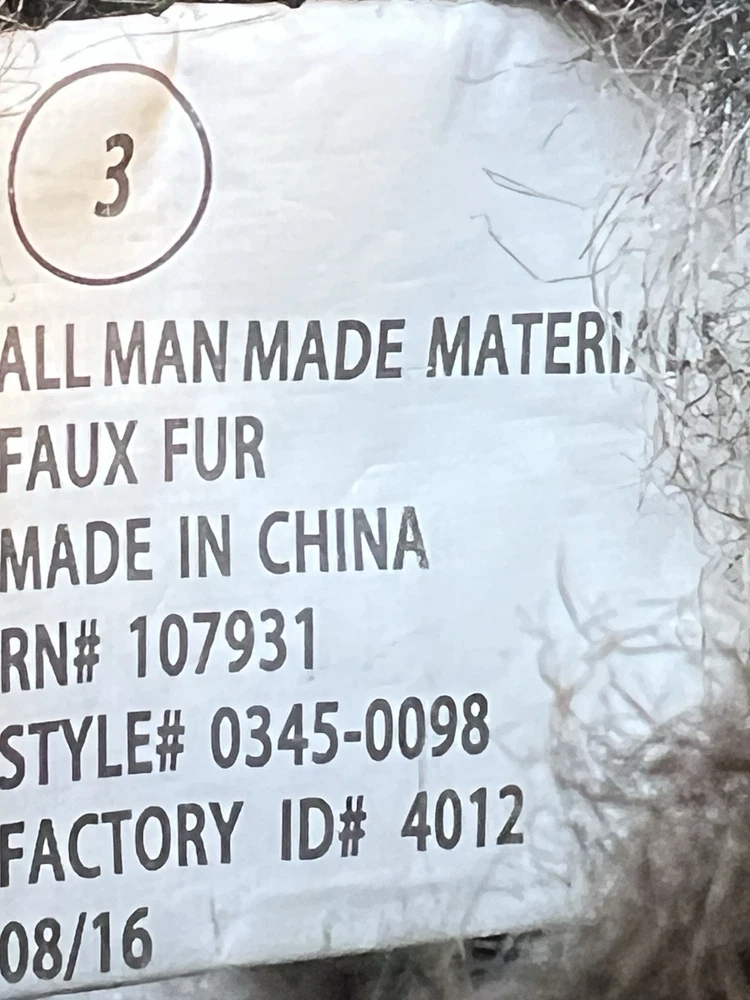 3
ALL MAN MADE MATERIAL
FAUX FUR
MADE IN CHINA
RN# 107931
STYLE# 0345-0098
FACTORY ID# 4012
08/16